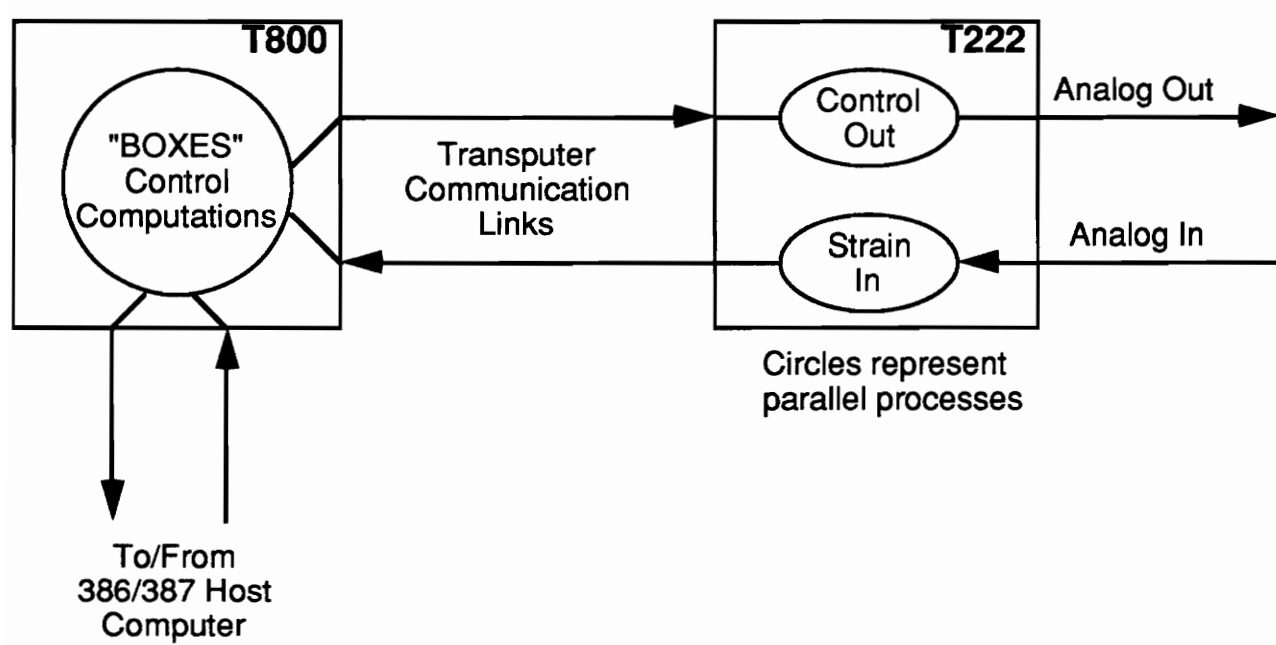 T800
"BOXES"
Control
Computations
Transputer
Communication
Links
T222
Control
Out
Strain
In
Analog Out
Analog In
Circles represent
parallel processes
To/From
386/387 Host
Computer